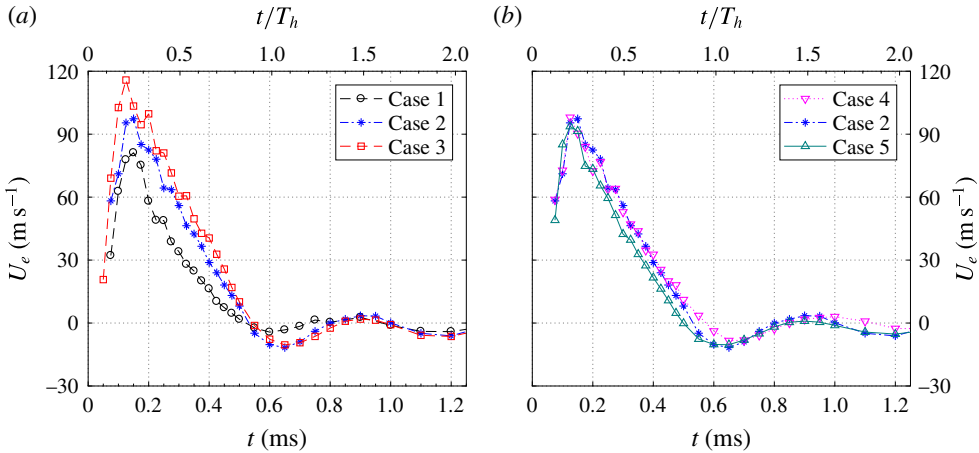 (a) t/T_h (b) t/T_h
0 0.5 1.0 1.5 2.0 0 0.5 1.0 1.5 2.0
120 120
Case 1 Case 4
Case 2 Case 2
Case 3 Case 5
90 90
60 60
U_e (m s⁻¹) U_e (m s⁻¹)
30 30
0 0
–30 –30
0 0.2 0.4 0.6 0.8 1.0 1.2 0 0.2 0.4 0.6 0.8 1.0 1.2
t (ms) t (ms)